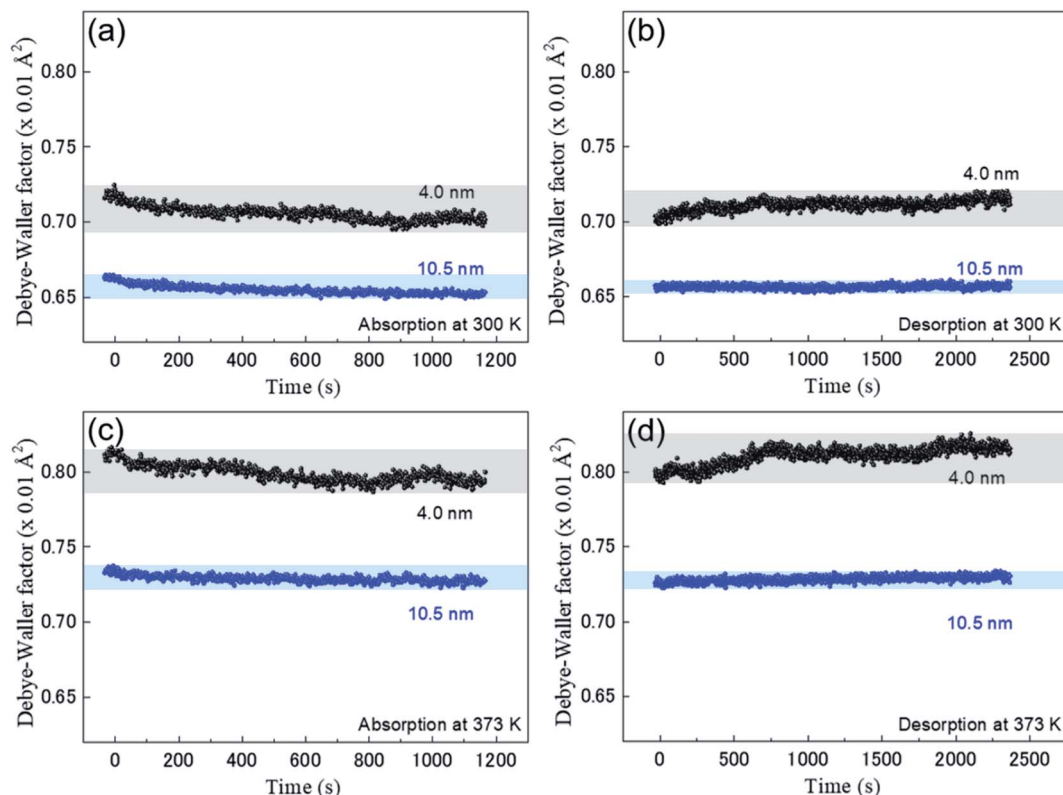 (a)
Debye-Waller factor (x 0.01 Å²)
0.80
0.75
0.70
0.65
4.0 nm
10.5 nm
Absorption at 300 K
0 200 400 600 800 1000 1200
Time (s)
(b)
Debye-Waller factor (x 0.01 Å²)
0.80
0.75
0.70
0.65
4.0 nm
10.5 nm
Desorption at 300 K
0 500 1000 1500 2000 2500
Time (s)
(c)
Debye-Waller factor (x 0.01 Å²)
0.80
0.75
0.70
0.65
4.0 nm
10.5 nm
Absorption at 373 K
0 200 400 600 800 1000 1200
Time (s)
(d)
Debye-Waller factor (x 0.01 Å²)
0.80
0.75
0.70
0.65
4.0 nm
10.5 nm
Desorption at 373 K
0 500 1000 1500 2000 2500
Time (s)